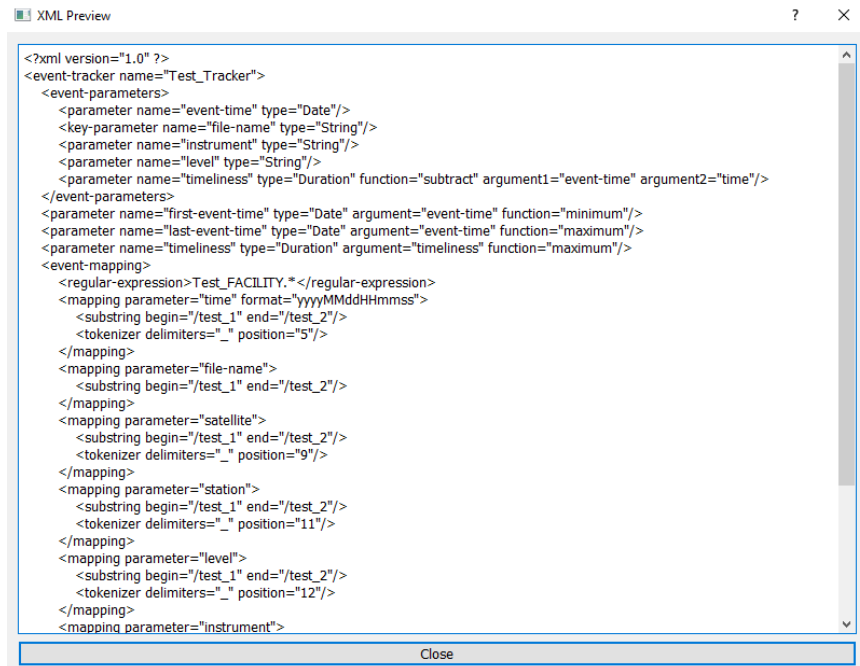 XML Preview
<?xml version="1.0" ?>
<event-tracker name="Test_Tracker">
<event-parameters>
<parameter name="event-time" type="Date"/>
<key-parameter name="file-name" type="String"/>
<parameter name="instrument" type="String"/>
<parameter name="level" type="String"/>
<parameter name="timeliness" type="Duration" function="subtract" argument1="event-time" argument2="time"/>
</event-parameters>
<parameter name="first-event-time" type="Date" argument="event-time" function="minimum"/>
<parameter name="last-event-time" type="Date" argument="event-time" function="maximum"/>
<parameter name="timeliness" type="Duration" argument="timeliness" function="maximum"/>
<event-mapping>
<regular-expression>Test_FACILITY.*</regular-expression>
<mapping parameter="time" format="yyyyMMddHHmmss">
<substring begin="/test_1" end="/test_2"/>
<tokenizer delimiters="_" position="5"/>
</mapping>
<mapping parameter="file-name">
<substring begin="/test_1" end="/test_2"/>
</mapping>
<mapping parameter="satellite">
<substring begin="/test_1" end="/test_2"/>
<tokenizer delimiters="_" position="9"/>
</mapping>
<mapping parameter="station">
<substring begin="/test_1" end="/test_2"/>
<tokenizer delimiters="_" position="11"/>
</mapping>
<mapping parameter="level">
<substring begin="/test_1" end="/test_2"/>
<tokenizer delimiters="_" position="12"/>
</mapping>
<mapping parameter="instrument">
Close